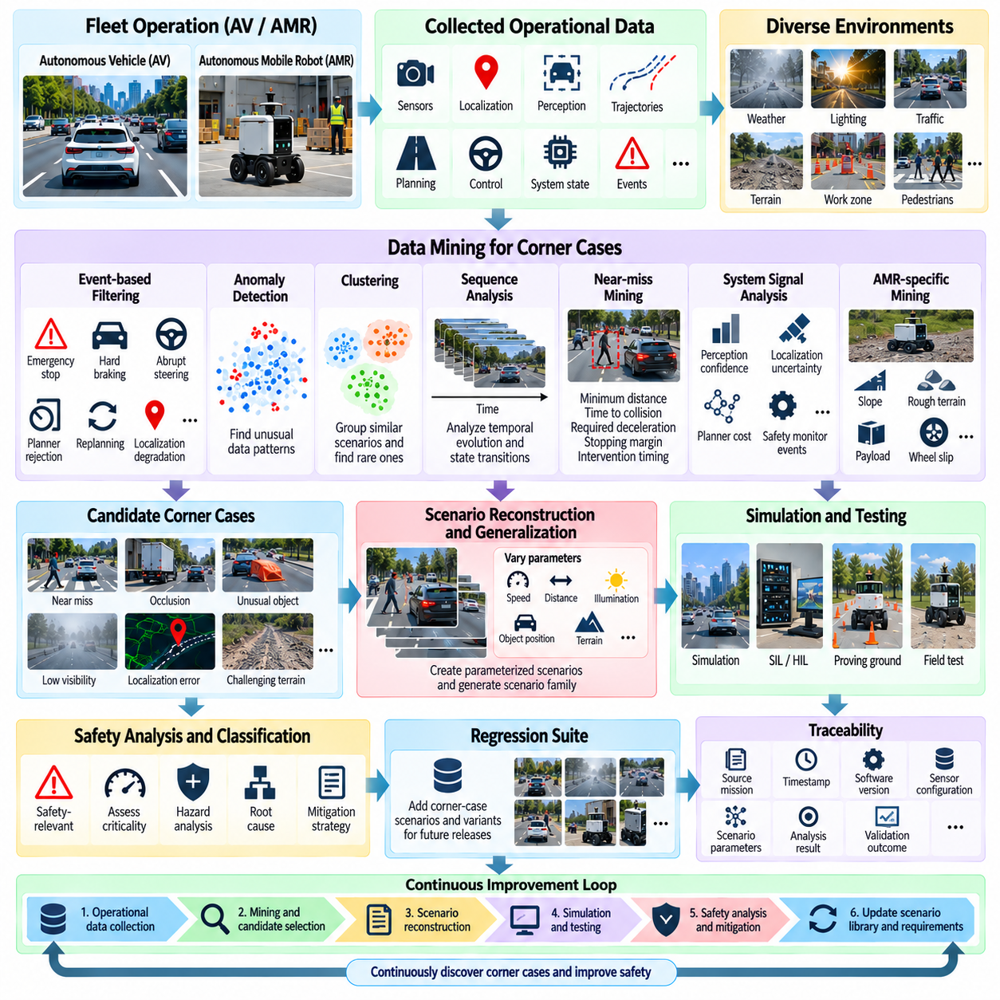 Fleet Operation (AV / AMR)
Autonomous Vehicle (AV)
Autonomous Mobile Robot (AMR)
Collected Operational Data
Sensors
Localization
Perception
Trajectories
Planning
Control
System state
Events
...
Diverse Environments
Weather
Lighting
Traffic
Terrain
Work zone
Pedestrians
...
Data Mining for Corner Cases
Event-based
Filtering
Emergency
stop
Hard
braking
Abrupt
steering
Planner
rejection
Replanning
Localization
degradation
...
Anomaly
Detection
Find unusual
data patterns
Clustering
Group similar
scenarios and
find rare ones
Sequence
Analysis
Time
Analyze temporal
evolution and
state transitions
Near-miss
Mining
Minimum distance
Time to collision
Required deceleration
Stopping margin
Intervention timing
System Signal
Analysis
Perception
confidence
Localization
uncertainty
Planner cost
Safety monitor
events
...
AMR-specific
Mining
Slope
Rough terrain
Payload
Wheel slip
...
Candidate Corner Cases
Near miss
Occlusion
Unusual object
Low visibility
Localization error
Challenging terrain
...
Scenario Reconstruction
and Generalization
Vary parameters
Speed
Distance
Illumination
Object position
Terrain
...
Create parameterized scenarios
and generate scenario family
Simulation and Testing
Simulation
SIL / HIL
Proving ground
Field test
Safety Analysis and Classification
Safety-
relevant
Assess
criticality
Hazard
analysis
Root
cause
Mitigation
strategy
Regression Suite
Add corner-case
scenarios and variants
for future releases
...
Traceability
Source
mission
Timestamp
Software
version
Sensor
configuration
Scenario
parameters
Analysis
result
Validation
outcome
...
Continuous Improvement Loop
1. Operational
data collection
2. Mining and
candidate selection
3. Scenario
reconstruction
4. Simulation
and testing
5. Safety analysis
and mitigation
6. Update scenario
library and requirements
Continuously discover corner cases and improve safety